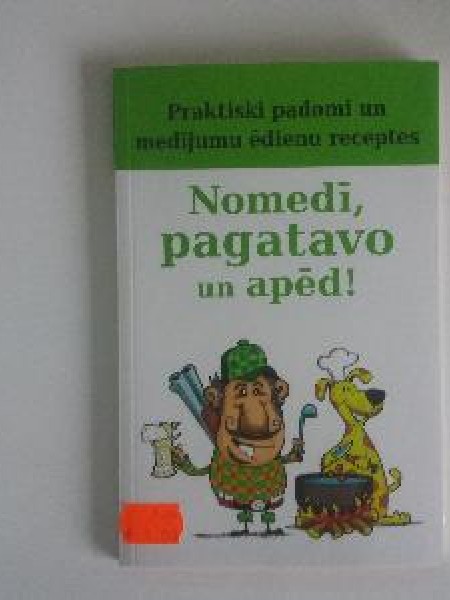 Praktiski padomi un
medījumu ēdienu receptes
Nomedī,
pagatavo
un apēd!